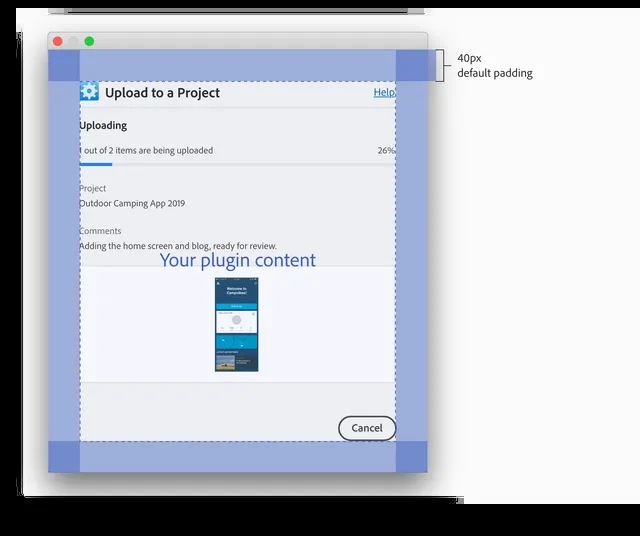 40px
default padding
Upload to a Project
Help
Uploading
1 out of 2 items are being uploaded
26%
Project
Outdoor Camping App 2019
Comments
Adding the home screen and blog, ready for review.
Your plugin content
Welcome to
Cancel